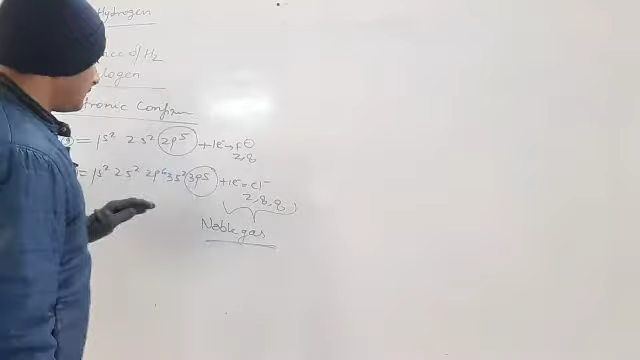 Hydrogen
ce of H₂
logen
tronic Confirm
= 1s² 2s² 2p⁵ + 1e⁻ → F⊖
2,8
= 1s² 2s² 2p⁶ 3s² 3p⁵ + 1e⁻ = Cl⁻
2,8,8
Noble gas